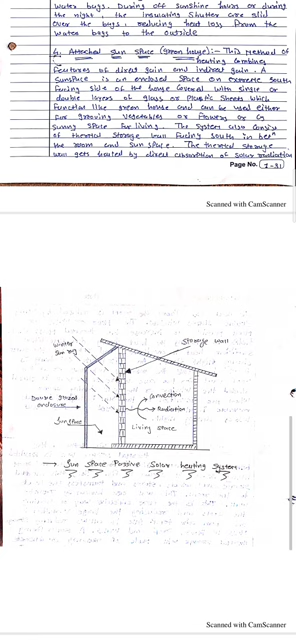 water bags. During off sunshine hours or during
the night, the insulating shutter are slid
over the bags, reducing heat loss from the
water bags to the outside
6. Attached Sun Space (Green house):- This method of
heating combines
features of direct gain and indirect gain. A
Sunspace is an enclosed space on extreme south
facing side of the house covered with single or
double layers of glass or plastic sheets which
function like green house and can be used either
for growing vegetables or flowers or as
sunny space for living. The system also consist
of thermal storage wall facing south in betn
the room and sun space. The thermal storage
wall gets heated by direct absorption of solar radiation
Page No. 1-31
Scanned with CamScanner
Winter
Sun ray
Storage wall
Double glazed
enclosure
Sunspace
Convection
Radiation
Living space
→ Sun Space Passive Solar heating System
Scanned with CamScanner